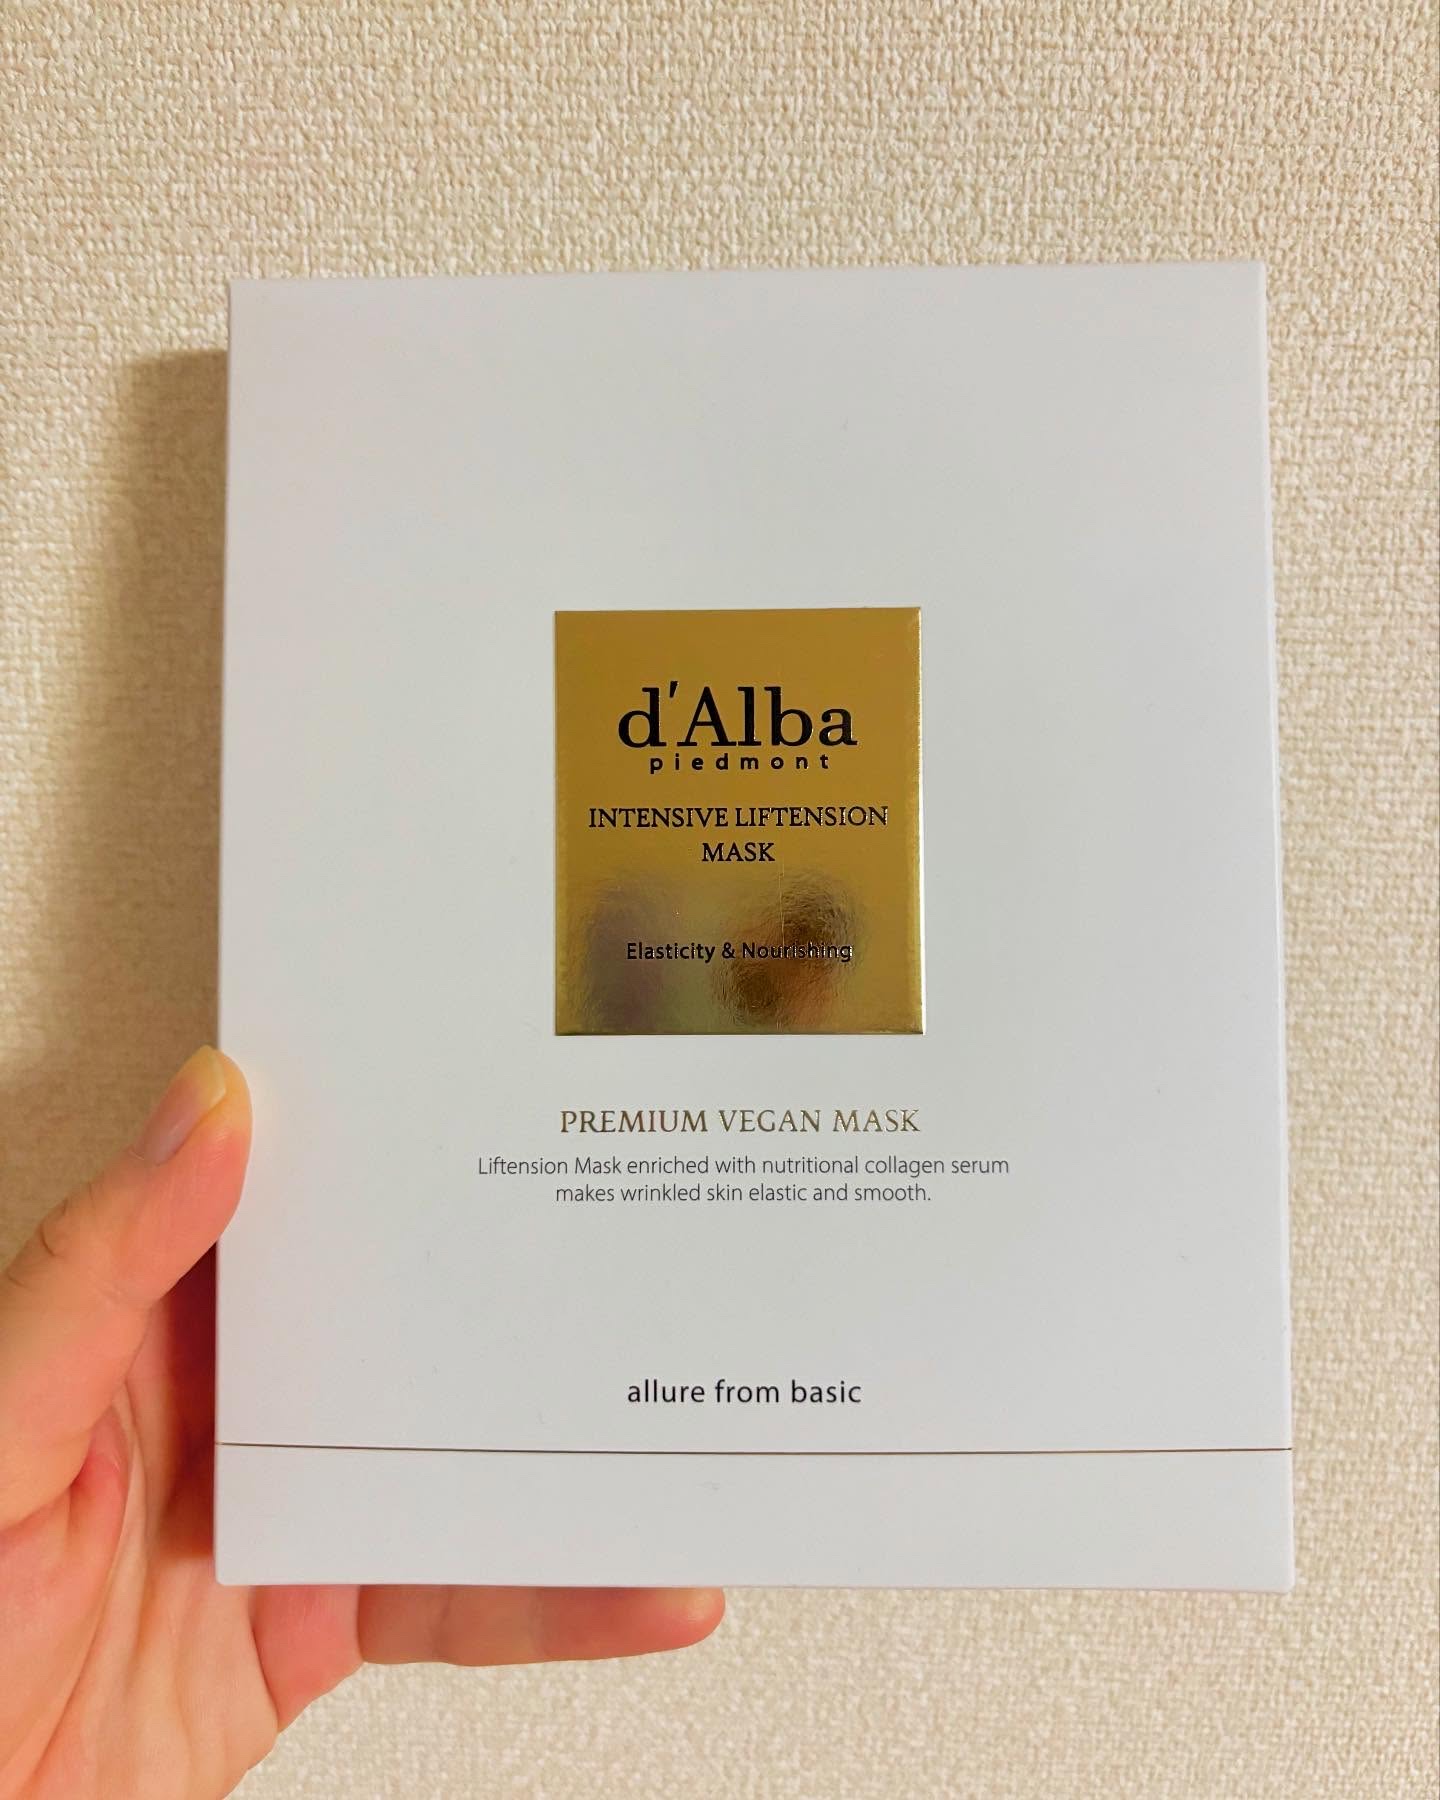 d'Alba
piedmont
INTENSIVE LIFTENSION
MASK
Elasticity & Nourishing
PREMIUM VEGAN MASK
Liftension Mask enriched with nutritional collagen serum
makes wrinkled skin elastic and smooth.
allure from basic